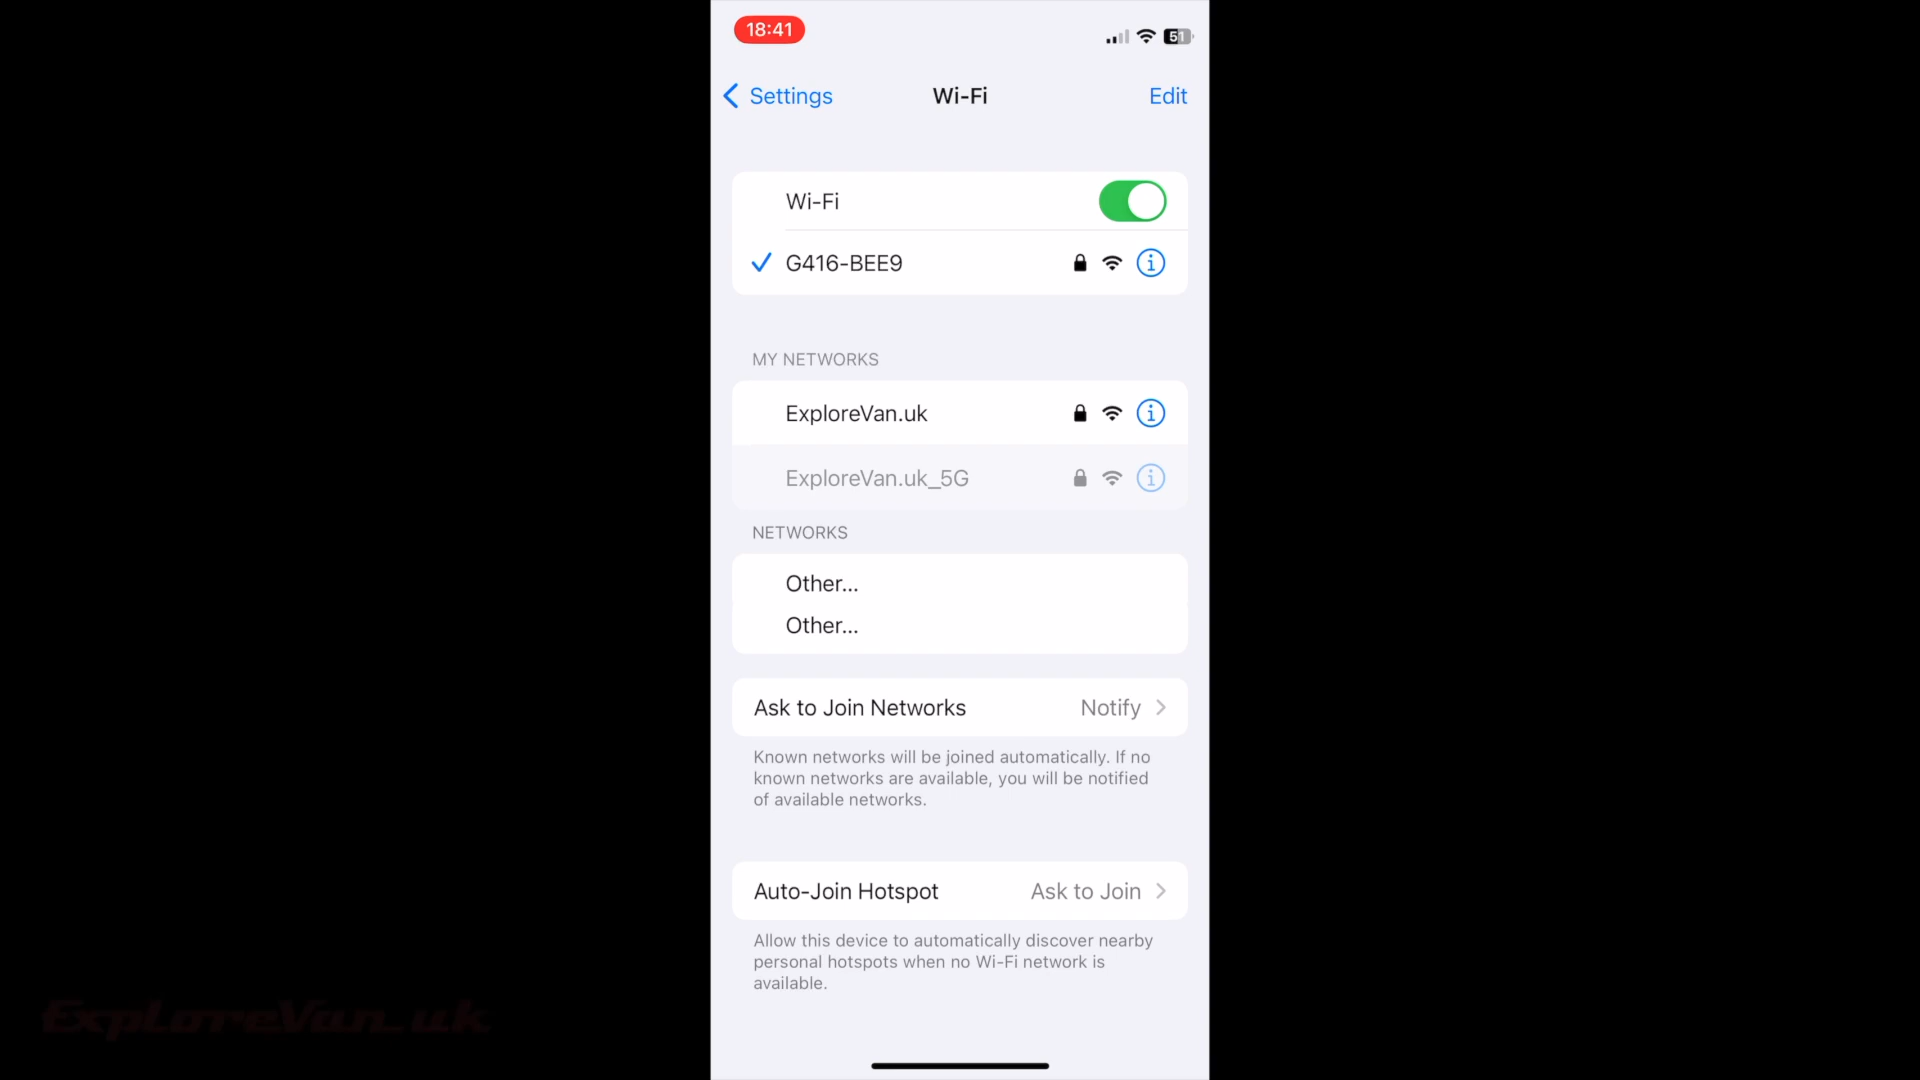 18:41
51
Settings
Wi-Fi
Edit
Wi-Fi
G416-BEE9
MY NETWORKS
ExploreVan.uk
ExploreVan.uk_5G
NETWORKS
Other...
Other...
Ask to Join Networks Notify
Known networks will be joined automatically. If no
known networks are available, you will be notified
of available networks.
Auto-Join Hotspot Ask to Join
Allow this device to automatically discover nearby
personal hotspots when no Wi-Fi network is
available.
ExploreVan.uk